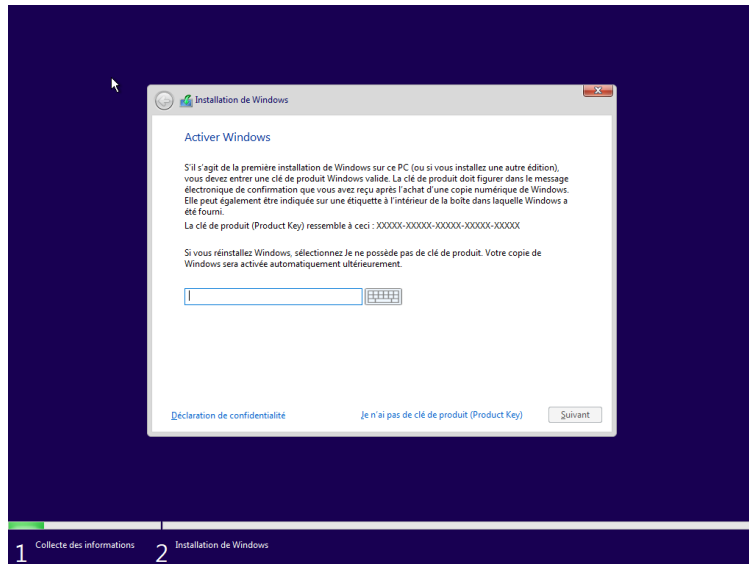 Installation de Windows
Activer Windows
S'il s'agit de la première installation de Windows sur ce PC (ou si vous installez une autre édition),
vous devez entrer une clé de produit Windows valide. La clé de produit doit figurer dans le message
électronique de confirmation que vous avez reçu après l'achat d'une copie numérique de Windows.
Elle peut également être indiquée sur une étiquette à l'intérieur de la boîte dans laquelle Windows a
été fourni.
La clé de produit (Product Key) ressemble à ceci : XXXXX-XXXXX-XXXXX-XXXXX-XXXXX
Si vous réinstallez Windows, sélectionnez Je ne possède pas de clé de produit. Votre copie de
Windows sera activée automatiquement ultérieurement.
Déclaration de confidentialité
Je n'ai pas de clé de produit (Product Key)
Suivant
1 Collecte des informations
2 Installation de Windows